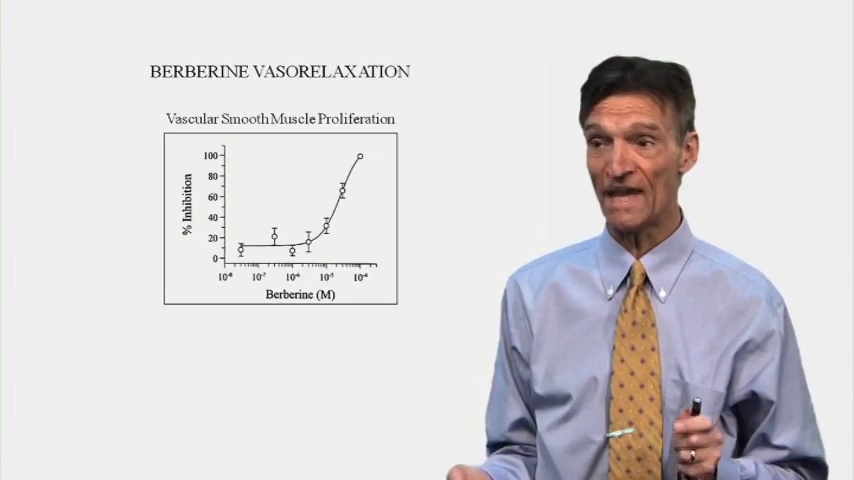 BERBERINE VASORELAXATION
Vascular Smooth Muscle Proliferation
% Inhibition
100
80
60
40
20
0
10⁻⁸ 10⁻⁷ 10⁻⁶ 10⁻⁵ 10⁻⁴
Berberine (M)